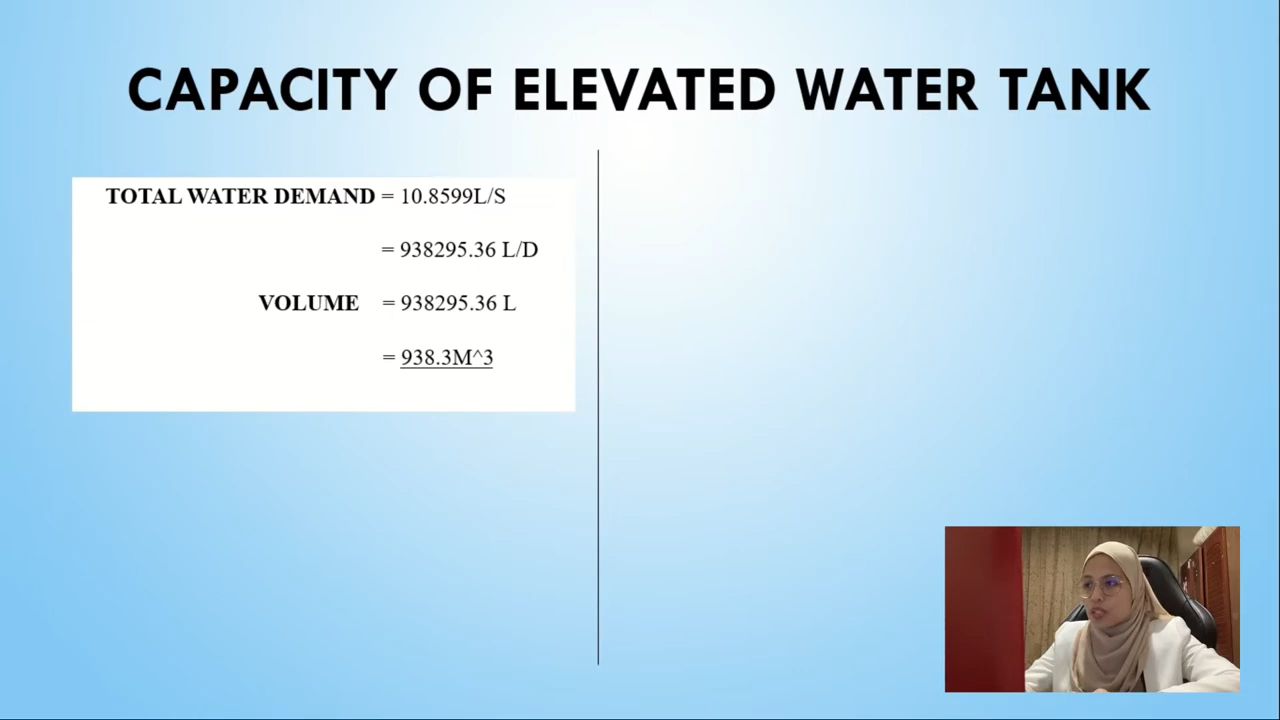 CAPACITY OF ELEVATED WATER TANK
TOTAL WATER DEMAND = 10.8599L/S
= 938295.36 L/D
VOLUME = 938295.36 L
= 938.3M^3